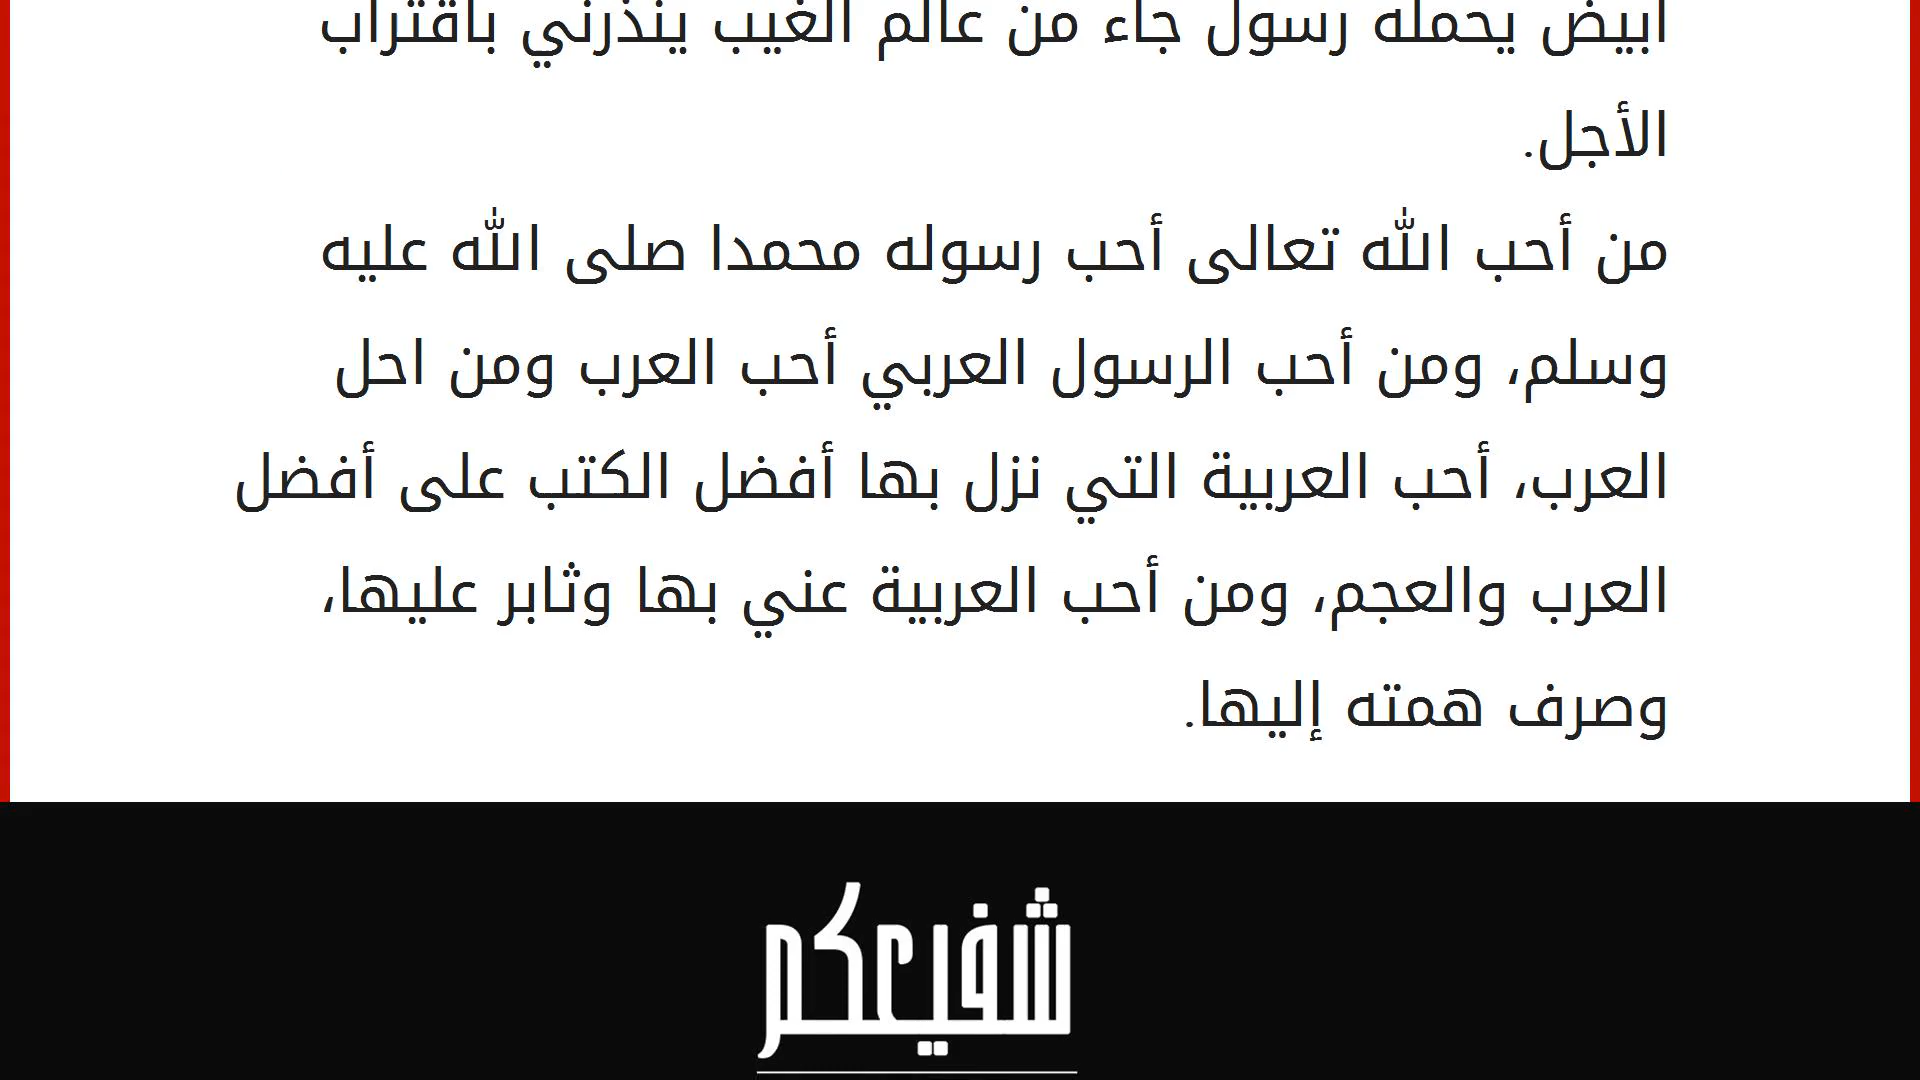 أبيض يحمله رسول جاء من عالم الغيب ينذرني باقتراب
الأجل.
من أحب الله تعالى أحب رسوله محمدا صلى الله عليه
وسلم، ومن أحب الرسول العربي أحب العرب ومن احل
العرب، أحب العربية التي نزل بها أفضل الكتب على أفضل
العرب والعجم، ومن أحب العربية عني بها وثابر عليها،
وصرف همته إليها.
شفيعكم